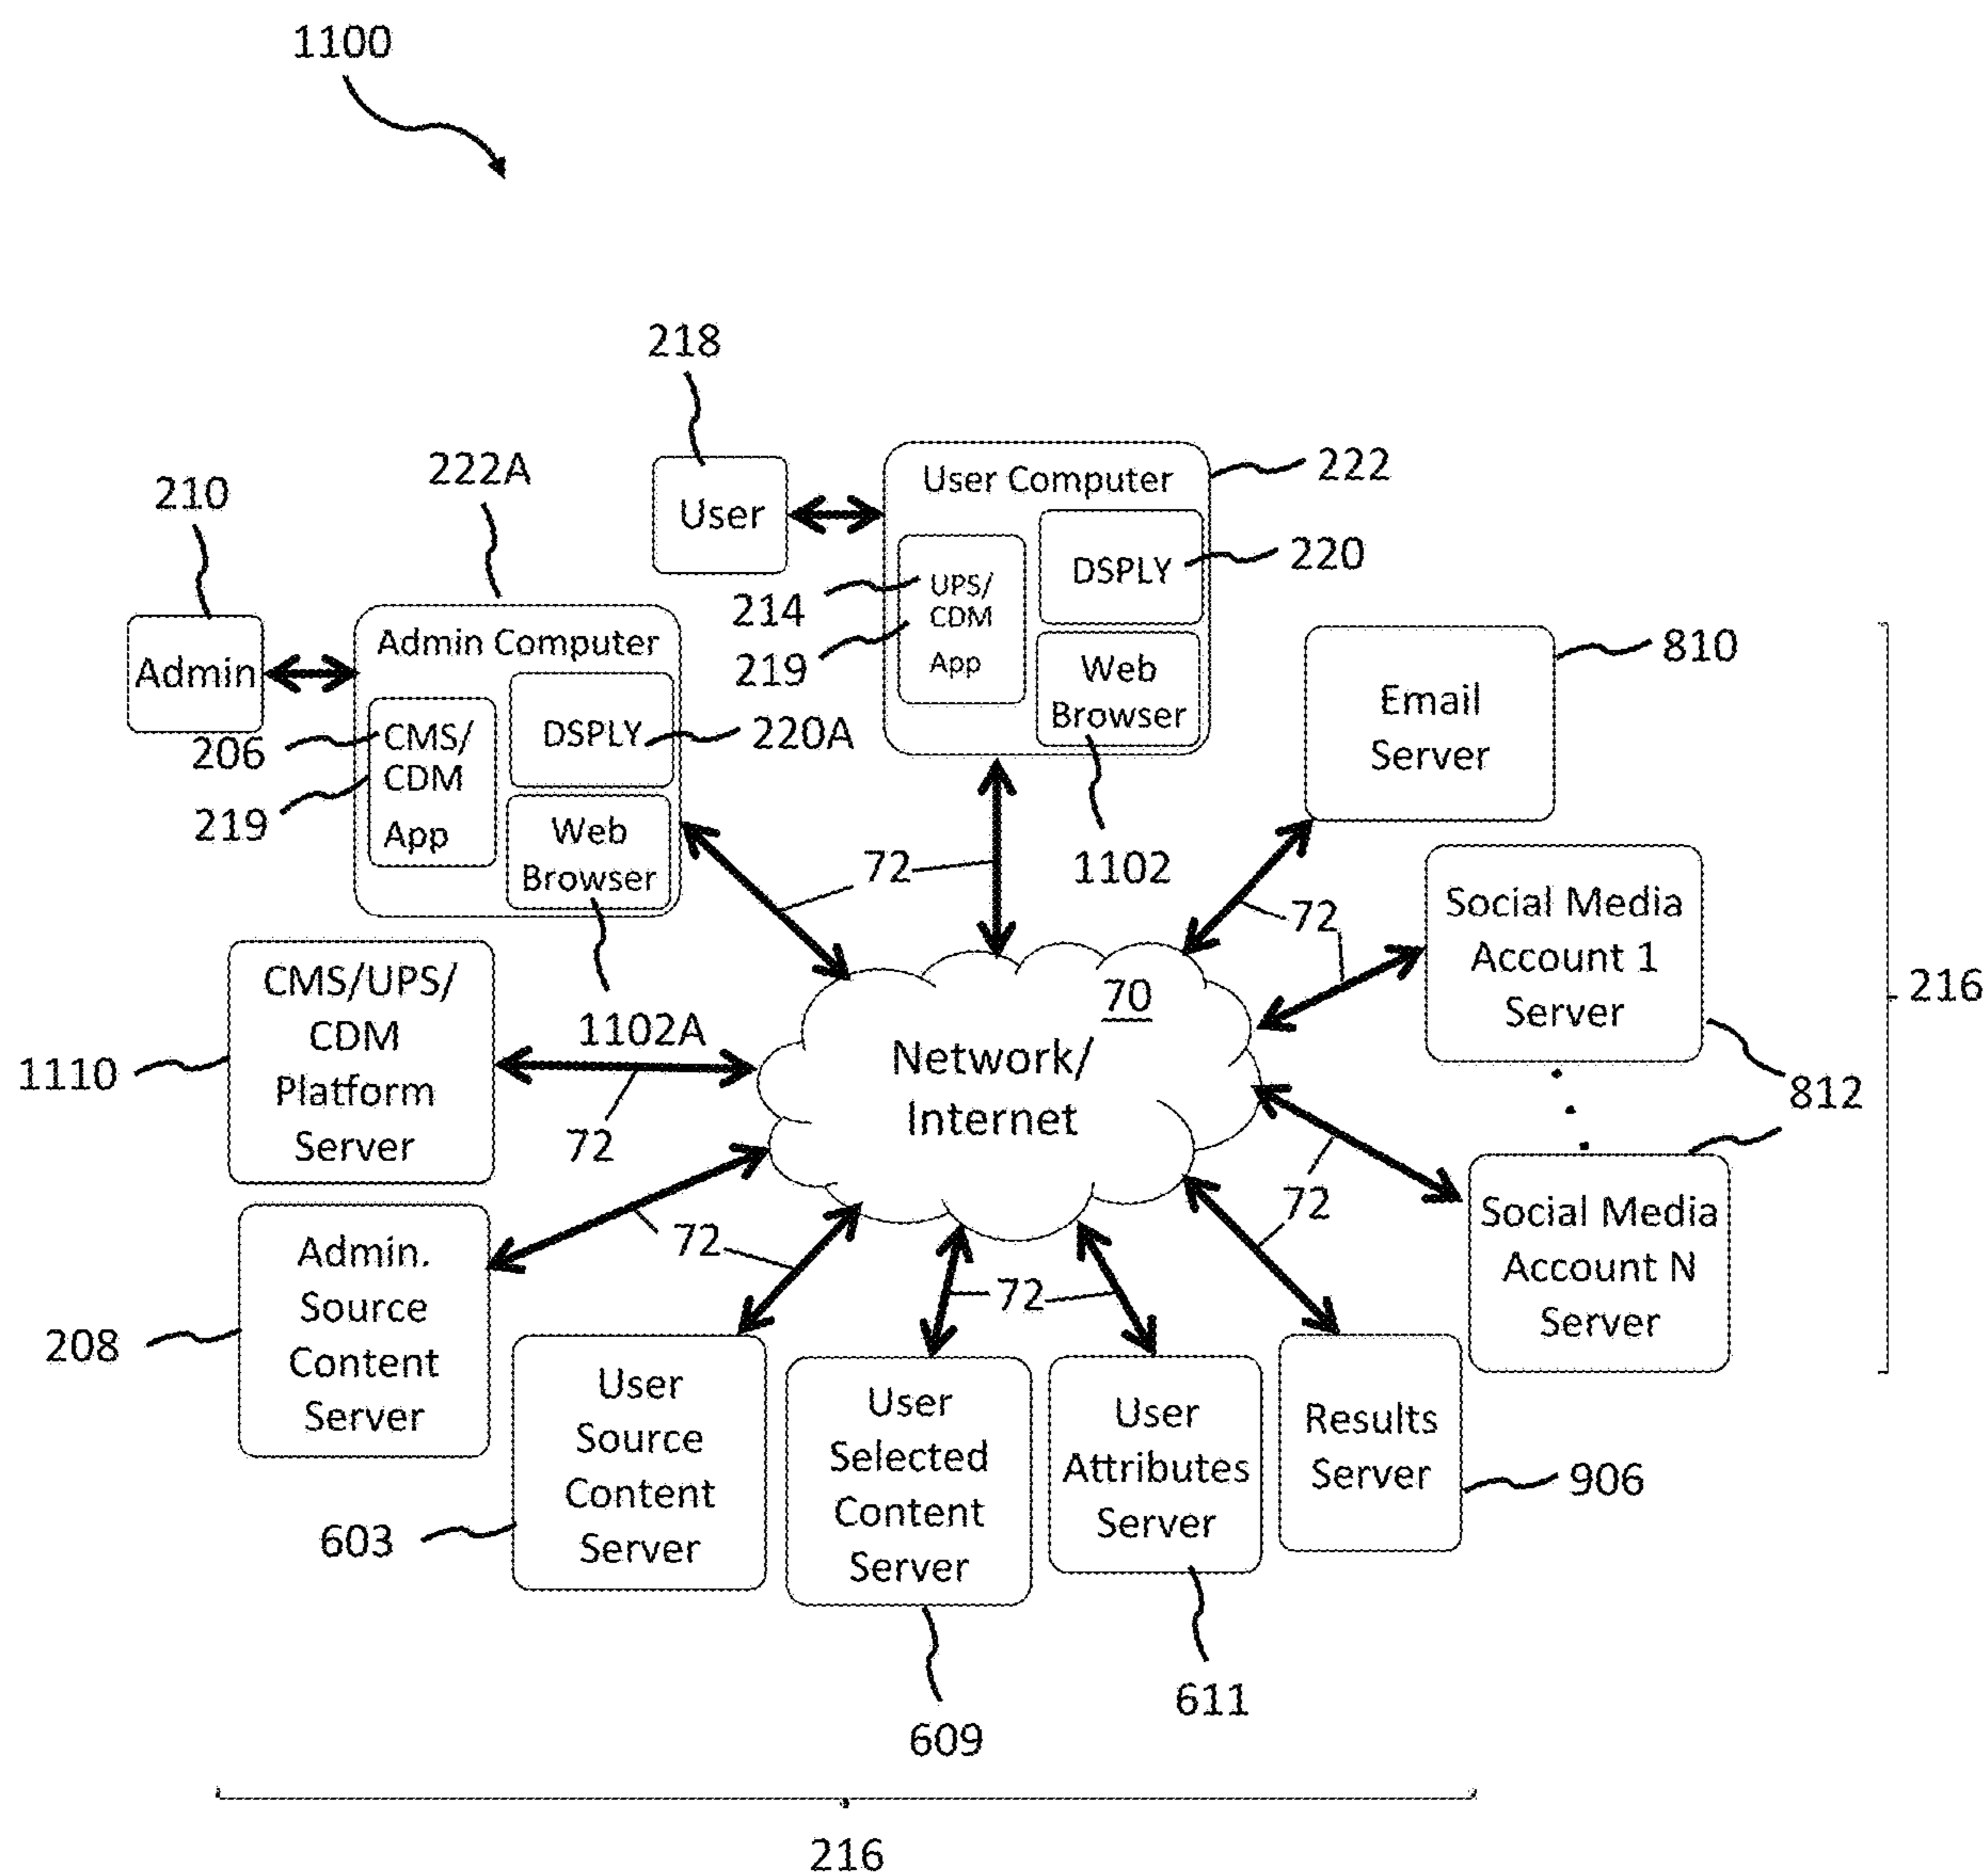 1100
218
User
User Computer
222
UPS/
CDM
App
214
219
DSPLY
220
Web
Browser
1102
210
Admin
222A
Admin Computer
CMS/
CDM
App
206
219
DSPLY
220A
Web
Browser
1102A
Email
Server
810
Social Media
Account 1
Server
812
Social Media
Account N
Server
216
72
72
72
72
72
72
70
Network/
Internet
CMS/UPS/
CDM
Platform
Server
1110
Admin.
Source
Content
Server
208
User
Source
Content
Server
603
User
Selected
Content
Server
609
User
Attributes
Server
611
Results
Server
906
216